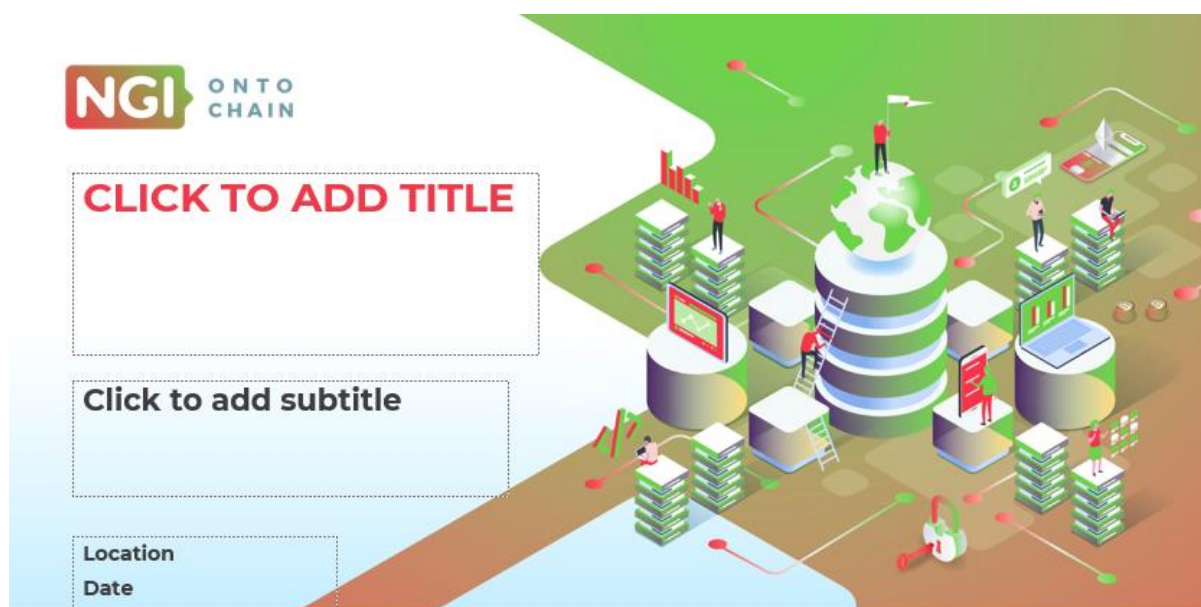 NGI ONTO
CHAIN
CLICK TO ADD TITLE
Click to add subtitle
Location
Date